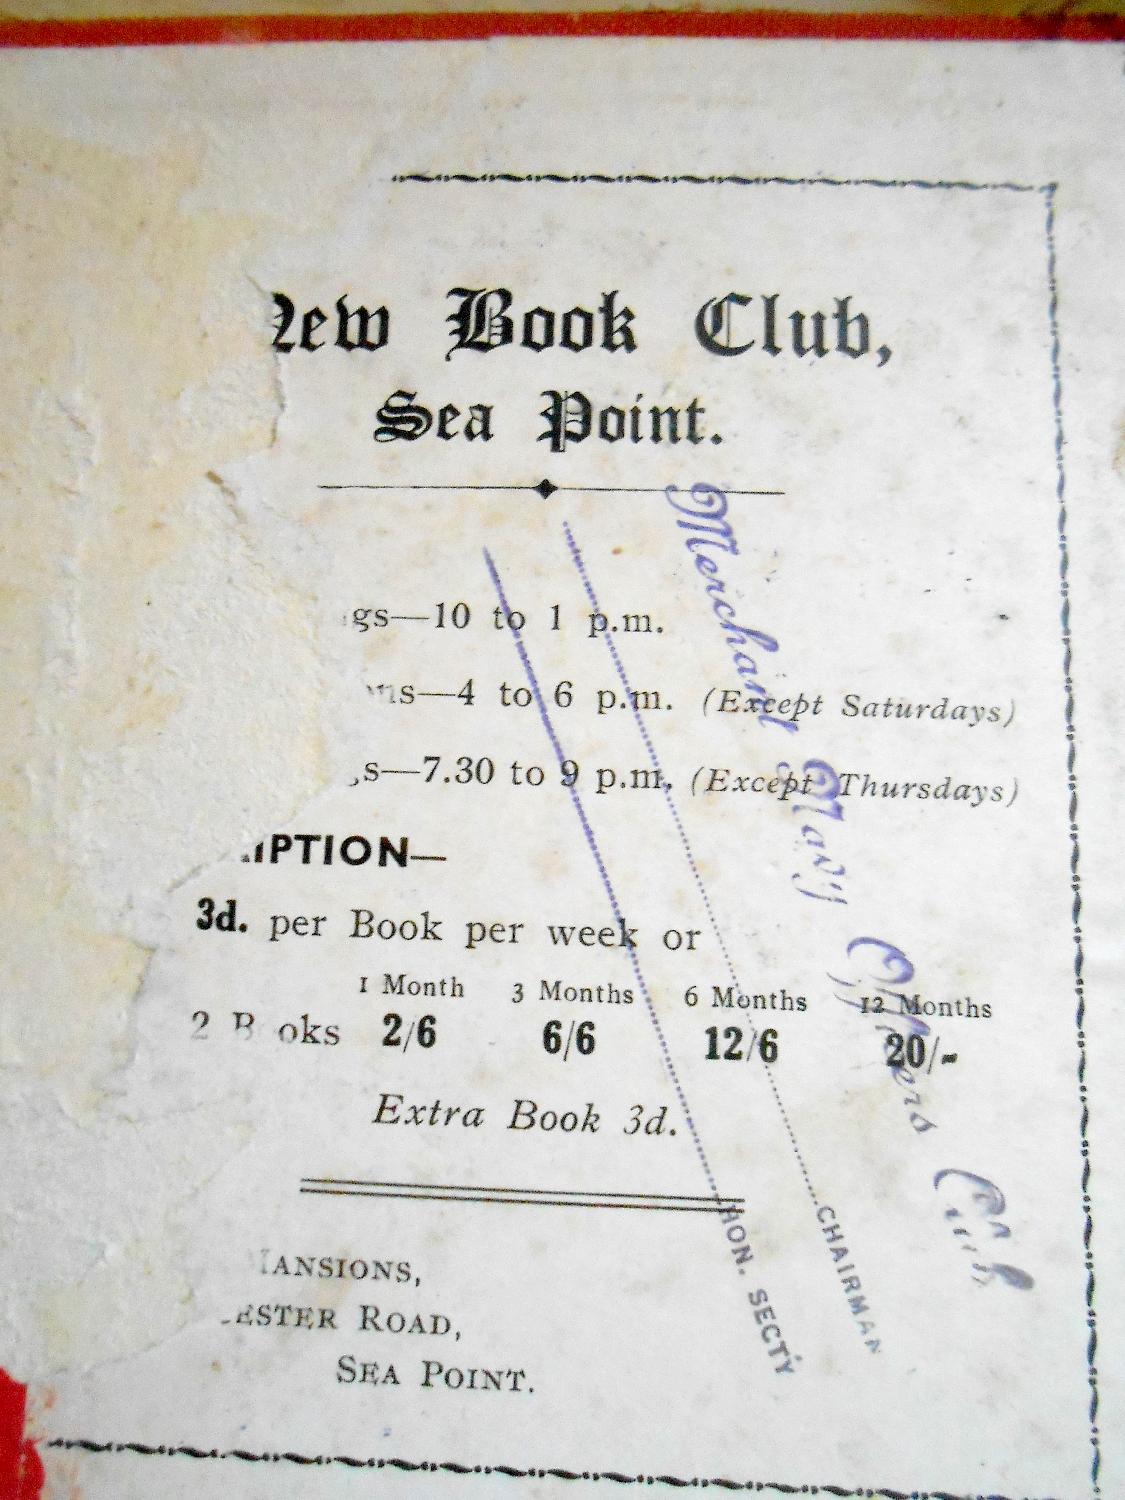 New Book Club,
Sea Point.
gs—10 to 1 p.m.
ns—4 to 6 p.m. (Except Saturdays)
s—7.30 to 9 p.m. (Except Thursdays)
IPTION—
3d. per Book per week or
1 Month 3 Months 6 Months 12 Months
2 B oks 2/6 6/6 12/6 20/-
Extra Book 3d.
MANSIONS,
ESTER ROAD,
SEA POINT.
Merchant Navy Officers Club
CHAIRMAN
HON. SECTY